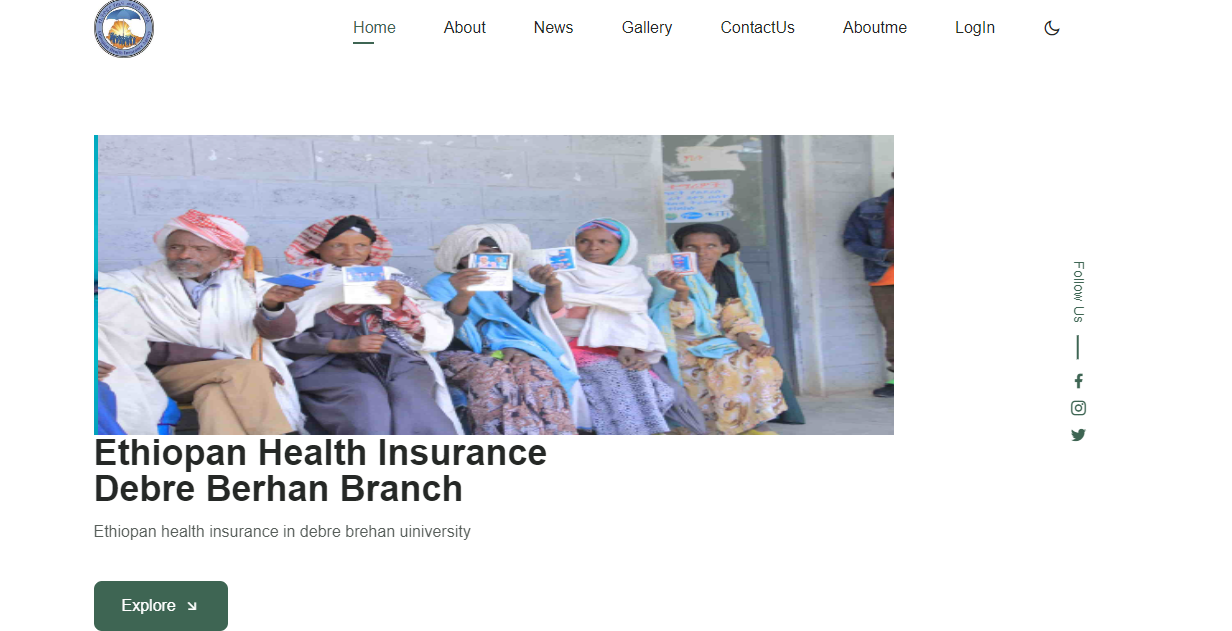 Home About News Gallery ContactUs Aboutme LogIn
Follow Us
Ethiopan Health Insurance
Debre Berhan Branch
Ethiopan health insurance in debre brehan uiniversity
Explore